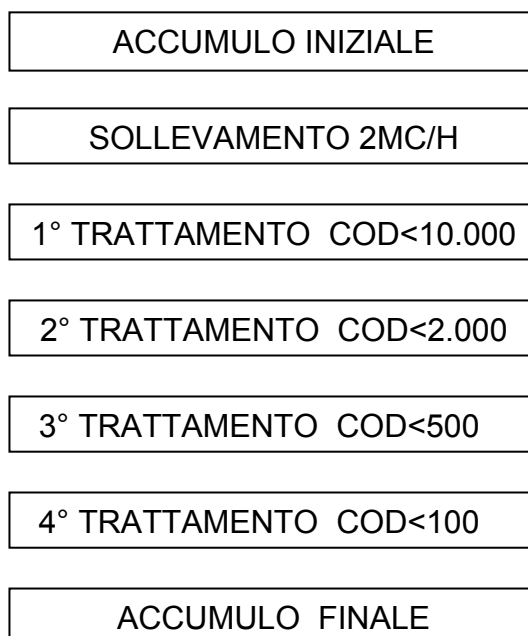 ACCUMULO INIZIALE
SOLLEVAMENTO 2MC/H
1° TRATTAMENTO COD<10.000
2° TRATTAMENTO COD<2.000
3° TRATTAMENTO COD<500
4° TRATTAMENTO COD<100
ACCUMULO FINALE